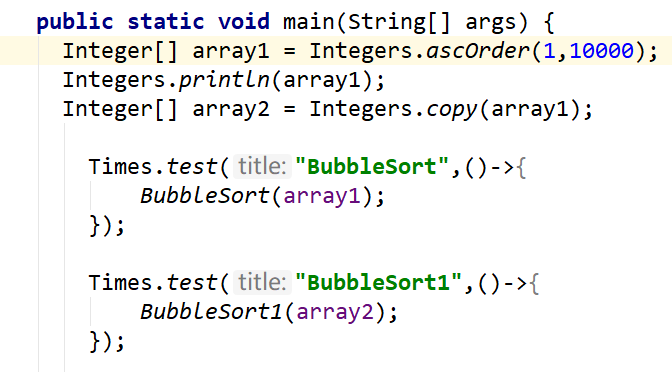 public static void main(String[] args) {
Integer[] array1 = Integers.ascOrder(1,10000);
Integers.println(array1);
Integer[] array2 = Integers.copy(array1);
Times.test( title: "BubbleSort",()->{
BubbleSort(array1);
});
Times.test( title: "BubbleSort1",()->{
BubbleSort1(array2);
});